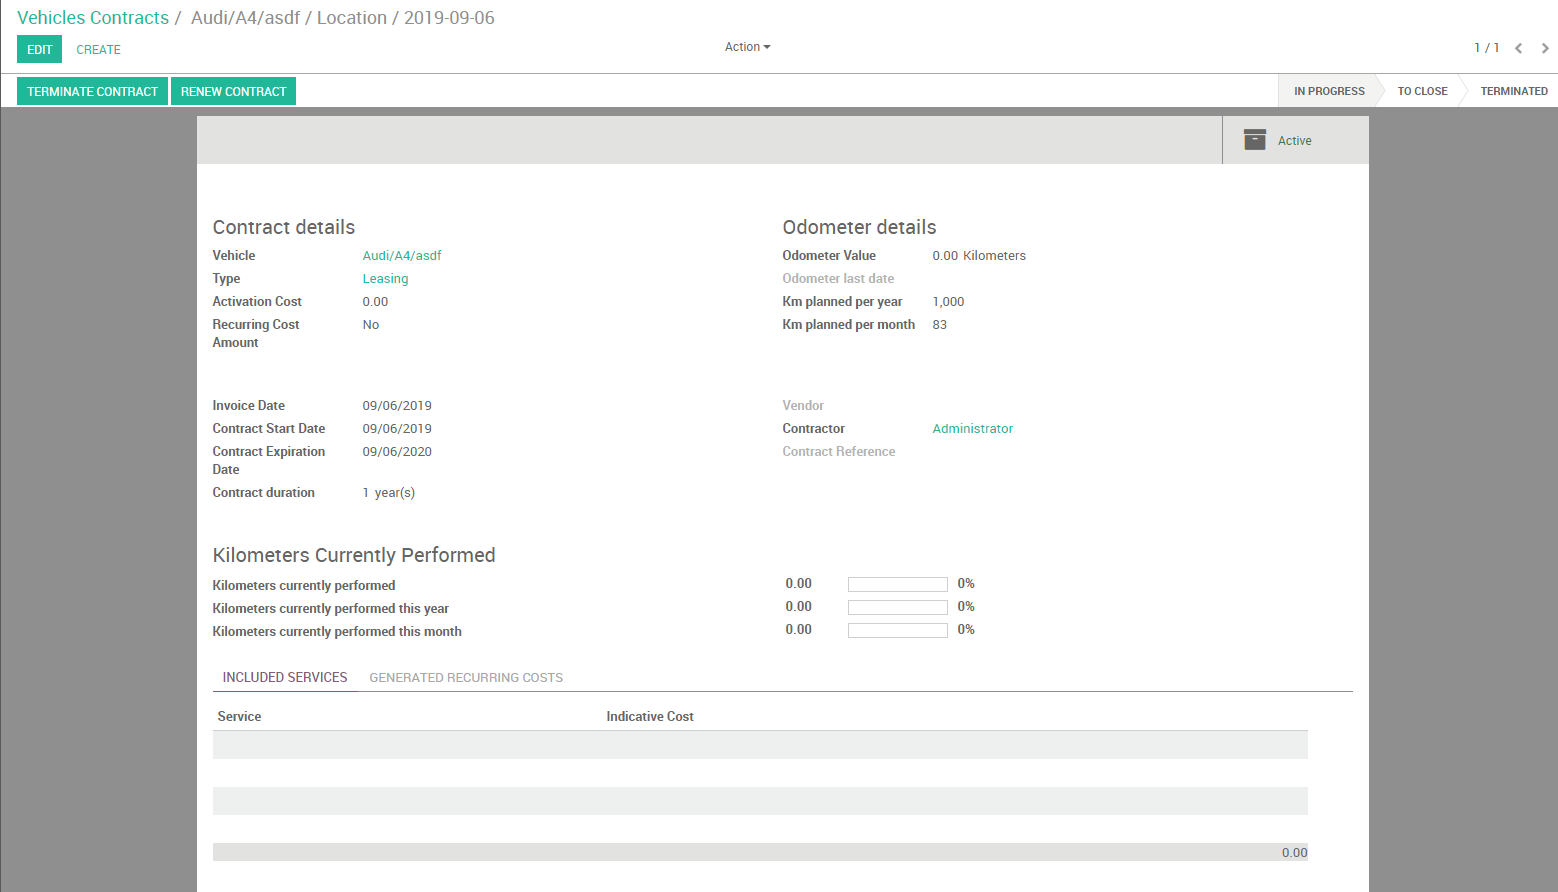 Vehicles Contracts / Audi/A4/asdf / Location / 2019-09-06
EDIT CREATE Action 1 / 1
TERMINATE CONTRACT RENEW CONTRACT IN PROGRESS TO CLOSE TERMINATED
Active
Contract details
Vehicle Audi/A4/asdf
Type Leasing
Activation Cost 0.00
Recurring Cost No
Amount
Odometer details
Odometer Value 0.00 Kilometers
Odometer last date
Km planned per year 1,000
Km planned per month 83
Invoice Date 09/06/2019
Contract Start Date 09/06/2019
Contract Expiration 09/06/2020
Date
Contract duration 1 year(s)
Vendor
Contractor Administrator
Contract Reference
Kilometers Currently Performed
Kilometers currently performed 0.00 0%
Kilometers currently performed this year 0.00 0%
Kilometers currently performed this month 0.00 0%
INCLUDED SERVICES GENERATED RECURRING COSTS
Service Indicative Cost
0.00